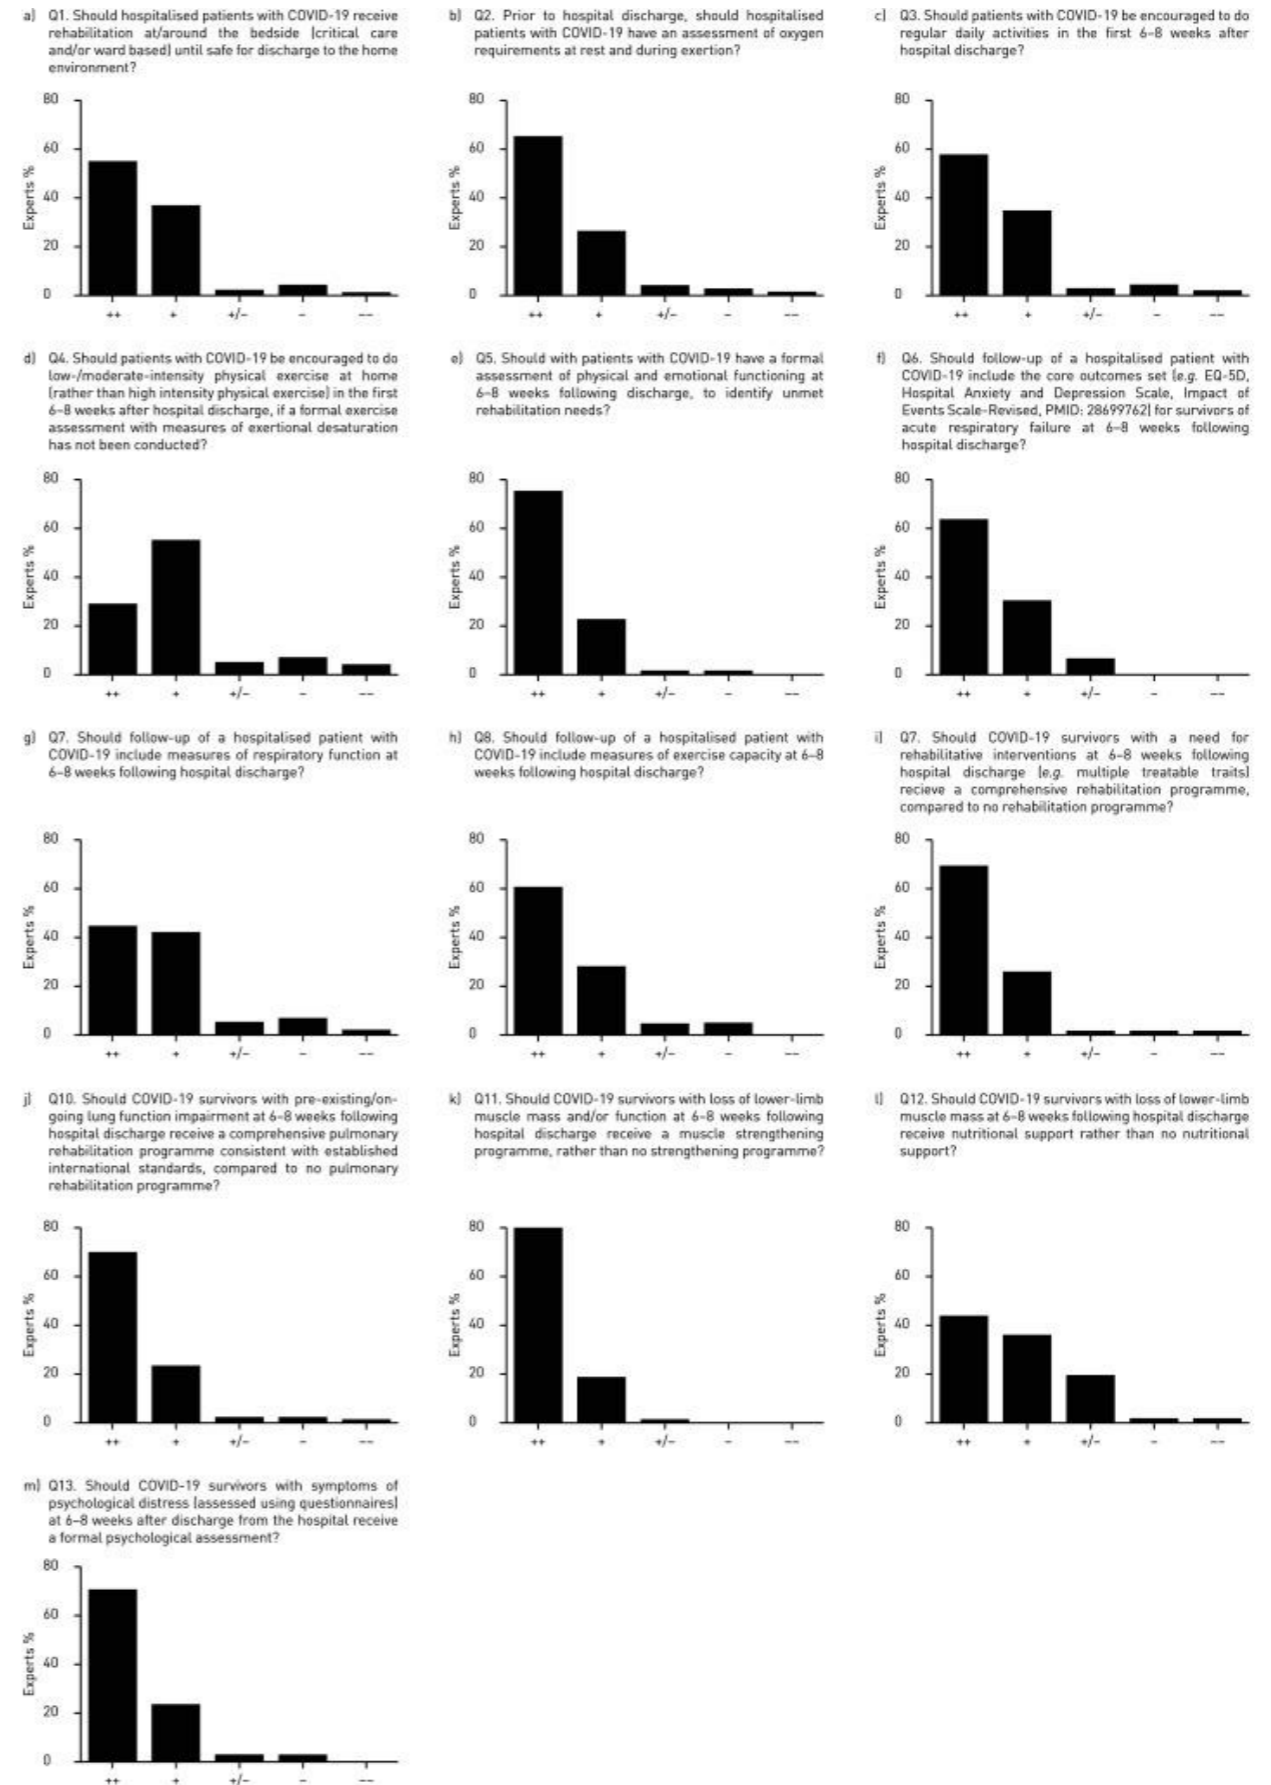 a) Q1. Should hospitalised patients with COVID-19 receive
rehabilitation at/around the bedside (critical care
and/or ward based) until safe for discharge to the home
environment?
80
60
40
20
0
Experts %
++ + +/– – ––
b) Q2. Prior to hospital discharge, should hospitalised
patients with COVID-19 have an assessment of oxygen
requirements at rest and during exertion?
80
60
40
20
0
Experts %
++ + +/– – ––
c) Q3. Should patients with COVID-19 be encouraged to do
regular daily activities in the first 6–8 weeks after
hospital discharge?
80
60
40
20
0
Experts %
++ + +/– – ––
d) Q4. Should patients with COVID-19 be encouraged to do
low-/moderate-intensity physical exercise at home
(rather than high intensity physical exercise) in the first
6–8 weeks after hospital discharge, if a formal exercise
assessment with measures of exertional desaturation
has not been conducted?
80
60
40
20
0
Experts %
++ + +/– – ––
e) Q5. Should with patients with COVID-19 have a formal
assessment of physical and emotional functioning at
6–8 weeks following discharge, to identify unmet
rehabilitation needs?
80
60
40
20
0
Experts %
++ + +/– – ––
f) Q6. Should follow-up of a hospitalised patient with
COVID-19 include the core outcomes set (e.g. EQ-5D,
Hospital Anxiety and Depression Scale, Impact of
Events Scale-Revised, PMID: 28699762) for survivors of
acute respiratory failure at 6–8 weeks following
hospital discharge?
80
60
40
20
0
Experts %
++ + +/– – ––
g) Q7. Should follow-up of a hospitalised patient with
COVID-19 include measures of respiratory function at
6–8 weeks following hospital discharge?
80
60
40
20
0
Experts %
++ + +/– – ––
h) Q8. Should follow-up of a hospitalised patient with
COVID-19 include measures of exercise capacity at 6–8
weeks following hospital discharge?
80
60
40
20
0
Experts %
++ + +/– – ––
i) Q7. Should COVID-19 survivors with a need for
rehabilitative interventions at 6–8 weeks following
hospital discharge (e.g. multiple treatable traits)
recieve a comprehensive rehabilitation programme,
compared to no rehabilitation programme?
80
60
40
20
0
Experts %
++ + +/– – ––
j) Q10. Should COVID-19 survivors with pre-existing/on-
going lung function impairment at 6–8 weeks following
hospital discharge receive a comprehensive pulmonary
rehabilitation programme consistent with established
international standards, compared to no pulmonary
rehabilitation programme?
80
60
40
20
0
Experts %
++ + +/– – ––
k) Q11. Should COVID-19 survivors with loss of lower-limb
muscle mass and/or function at 6–8 weeks following
hospital discharge receive a muscle strengthening
programme, rather than no strengthening programme?
80
60
40
20
0
Experts %
++ + +/– – ––
l) Q12. Should COVID-19 survivors with loss of lower-limb
muscle mass at 6–8 weeks following hospital discharge
receive nutritional support rather than no nutritional
support?
80
60
40
20
0
Experts %
++ + +/– – ––
m) Q13. Should COVID-19 survivors with symptoms of
psychological distress (assessed using questionnaires)
at 6–8 weeks after discharge from the hospital receive
a formal psychological assessment?
80
60
40
20
0
Experts %
++ + +/– – ––